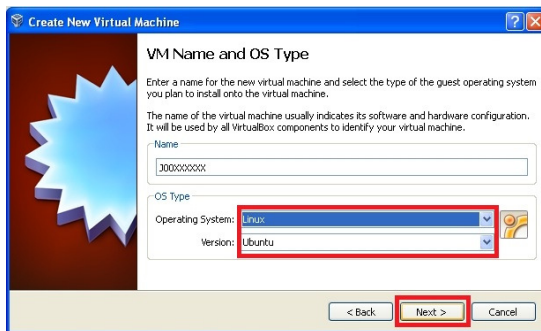 Create New Virtual Machine
VM Name and OS Type
Enter a name for the new virtual machine and select the type of the guest operating system
you plan to install onto the virtual machine.
The name of the virtual machine usually indicates its software and hardware configuration.
It will be used by all VirtualBox components to identify your virtual machine.
Name
J00XXXXXX
OS Type
Operating System: Linux
Version: Ubuntu
< Back Next > Cancel